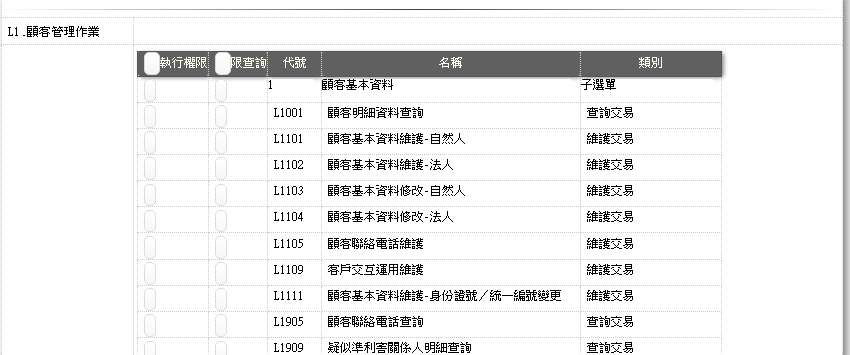 L1.顧客管理作業
執行權限 限查詢 代號 名稱 類別
1 顧客基本資料 子選單
L1001 顧客明細資料查詢 查詢交易
L1101 顧客基本資料維護-自然人 維護交易
L1102 顧客基本資料維護-法人 維護交易
L1103 顧客基本資料修改-自然人 維護交易
L1104 顧客基本資料修改-法人 維護交易
L1105 顧客聯絡電話維護 維護交易
L1109 客戶交互運用維護 維護交易
L1111 顧客基本資料維護-身份證號／統一編號變更 維護交易
L1905 顧客聯絡電話查詢 查詢交易
L1909 疑似準利害關係人明細查詢 查詢交易